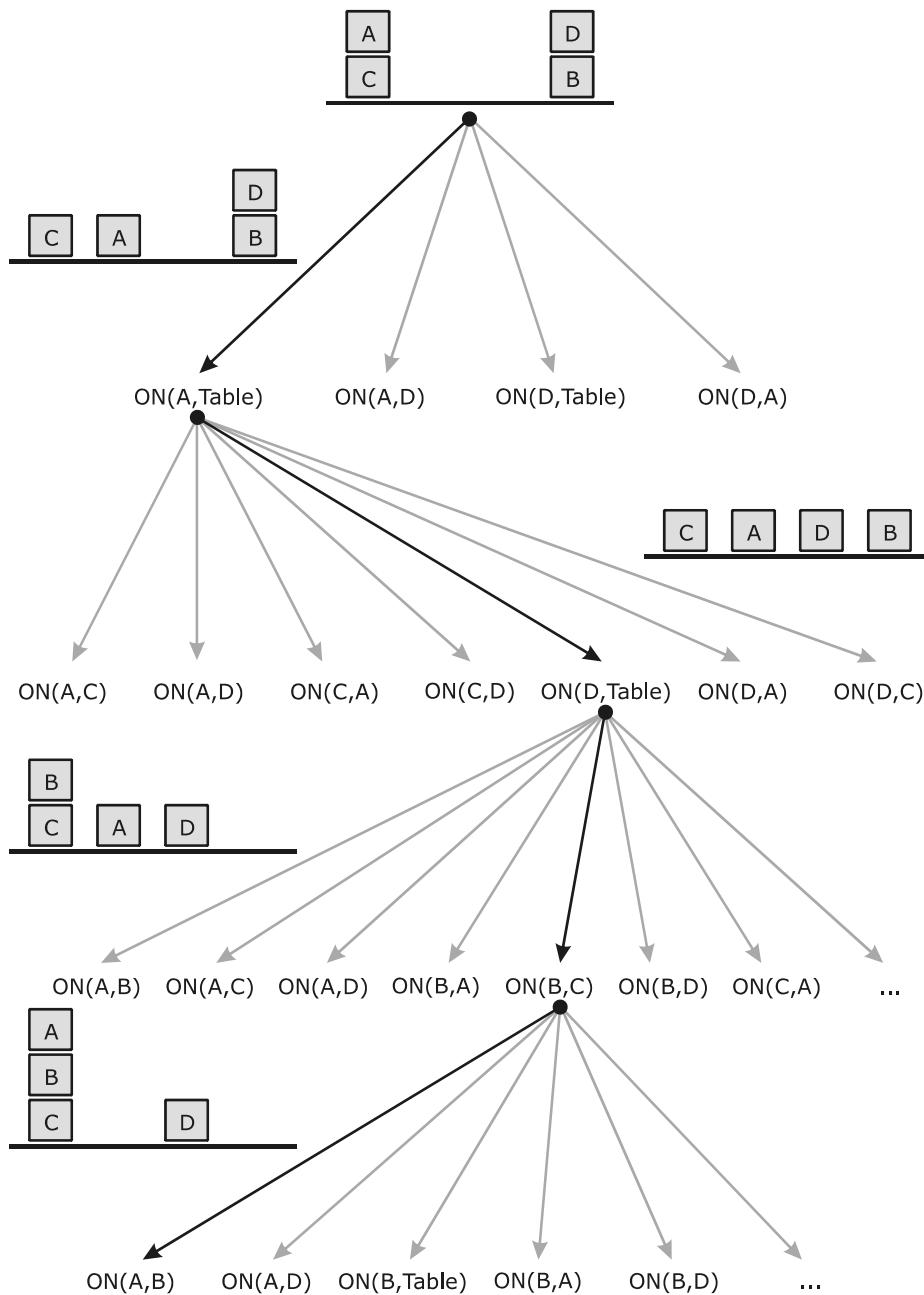 A D
C B
D
C A B
ON(A,Table) ON(A,D) ON(D,Table) ON(D,A)
C A D B
ON(A,C) ON(A,D) ON(C,A) ON(C,D) ON(D,Table) ON(D,A) ON(D,C)
B
C A D
ON(A,B) ON(A,C) ON(A,D) ON(B,A) ON(B,C) ON(B,D) ON(C,A) ...
A
B
C D
ON(A,B) ON(A,D) ON(B,Table) ON(B,A) ON(B,D) ...